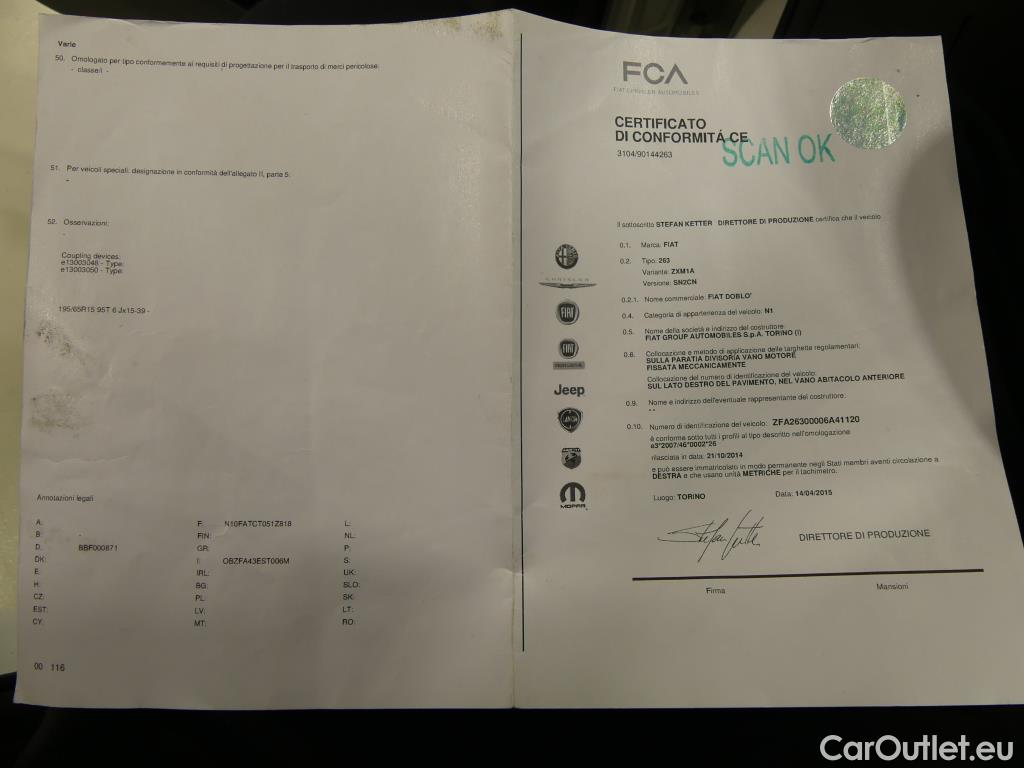 Varie
50. Omologato per tipo conformemente ai requisiti di progettazione per il trasporto di merci pericolose:
- classe/i -
51. Per veicoli speciali: designazione in conformità dell'allegato II, parte 5:
-
52. Osservazioni:
-
Coupling devices:
e13003048 - Type:
e13003050 - Type:
195/65R15 95T 6 Jx15-39 -
Annotazioni legali
A:
B: -
D: BBF000871
DK:
E:
H:
CZ:
EST:
CY:
F: N10FATCT051Z818
FIN:
GR:
I: OBZFA43EST006M
IRL:
BG:
PL:
LV:
MT:
L:
NL:
P:
S:
UK:
SLO:
SK:
LT:
RO:
00 116
FCA
FIAT CHRYSLER AUTOMOBILES
CERTIFICATO
DI CONFORMITÁ CE
3104/90144263
SCAN OK
Il sottoscritto STEFAN KETTER DIRETTORE DI PRODUZIONE certifica che il veicolo
0.1. Marca: FIAT
0.2. Tipo: 263
Variante: ZXM1A
Versione: SN2CN
0.2.1. Nome commerciale: FIAT DOBLO'
0.4. Categoria di appartenenza del veicolo: N1
0.5. Nome della società e indirizzo del costruttore:
FIAT GROUP AUTOMOBILES S.p.A. TORINO (I)
0.6. Collocazione e metodo di applicazione delle targhette regolamentari:
SULLA PARATIA DIVISORIA VANO MOTORE
FISSATA MECCANICAMENTE
Collocazione del numero di identificazione del veicolo:
SUL LATO DESTRO DEL PAVIMENTO, NEL VANO ABITACOLO ANTERIORE
0.9. Nome e indirizzo dell'eventuale rappresentante del costruttore:
- -
0.10. Numero di identificazione del veicolo: ZFA26300006A41120
è conforme sotto tutti i profili al tipo descritto nell'omologazione
e3*2007/46*0002*26
rilasciata in data: 21/10/2014
e può essere immatricolato in modo permanente negli Stati membri aventi circolazione a
DESTRA e che usano unità METRICHE per il tachimetro.
Luogo: TORINO Data: 14/04/2015
Stefan Ketter
DIRETTORE DI PRODUZIONE
Firma Mansioni
CHRYSLER
FIAT
FIAT
PROFESSIONAL
Jeep
LANCIA
MOPAR
CarOutlet.eu